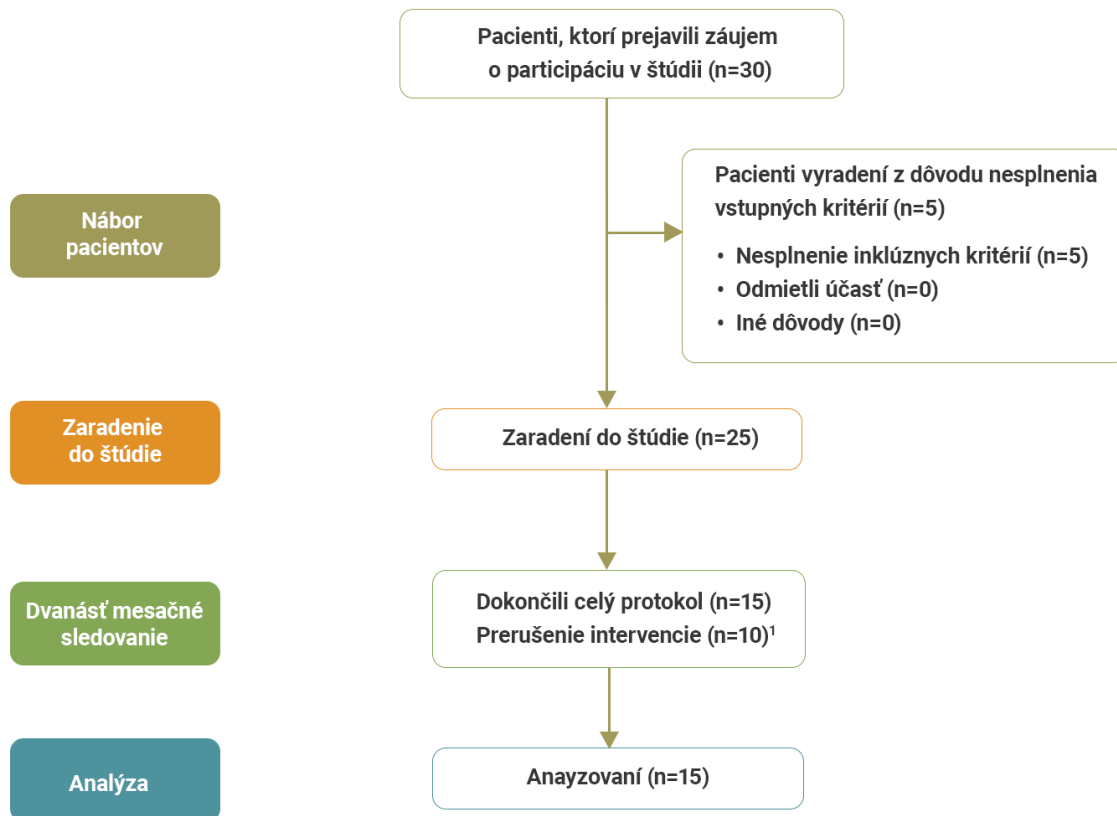 Pacienti, ktorí prejavili záujem
o participáciu v štúdii (n=30)
Nábor
pacientov
Pacienti vyradení z dôvodu nesplnenia
vstupných kritérií (n=5)
• Nesplnenie inklúznych kritérií (n=5)
• Odmietli účasť (n=0)
• Iné dôvody (n=0)
Zaradenie
do štúdie
Zaradení do štúdie (n=25)
Dvanásť mesačné
sledovanie
Dokončili celý protokol (n=15)
Prerušenie intervencie (n=10)¹
Analýza
Anayzovaní (n=15)